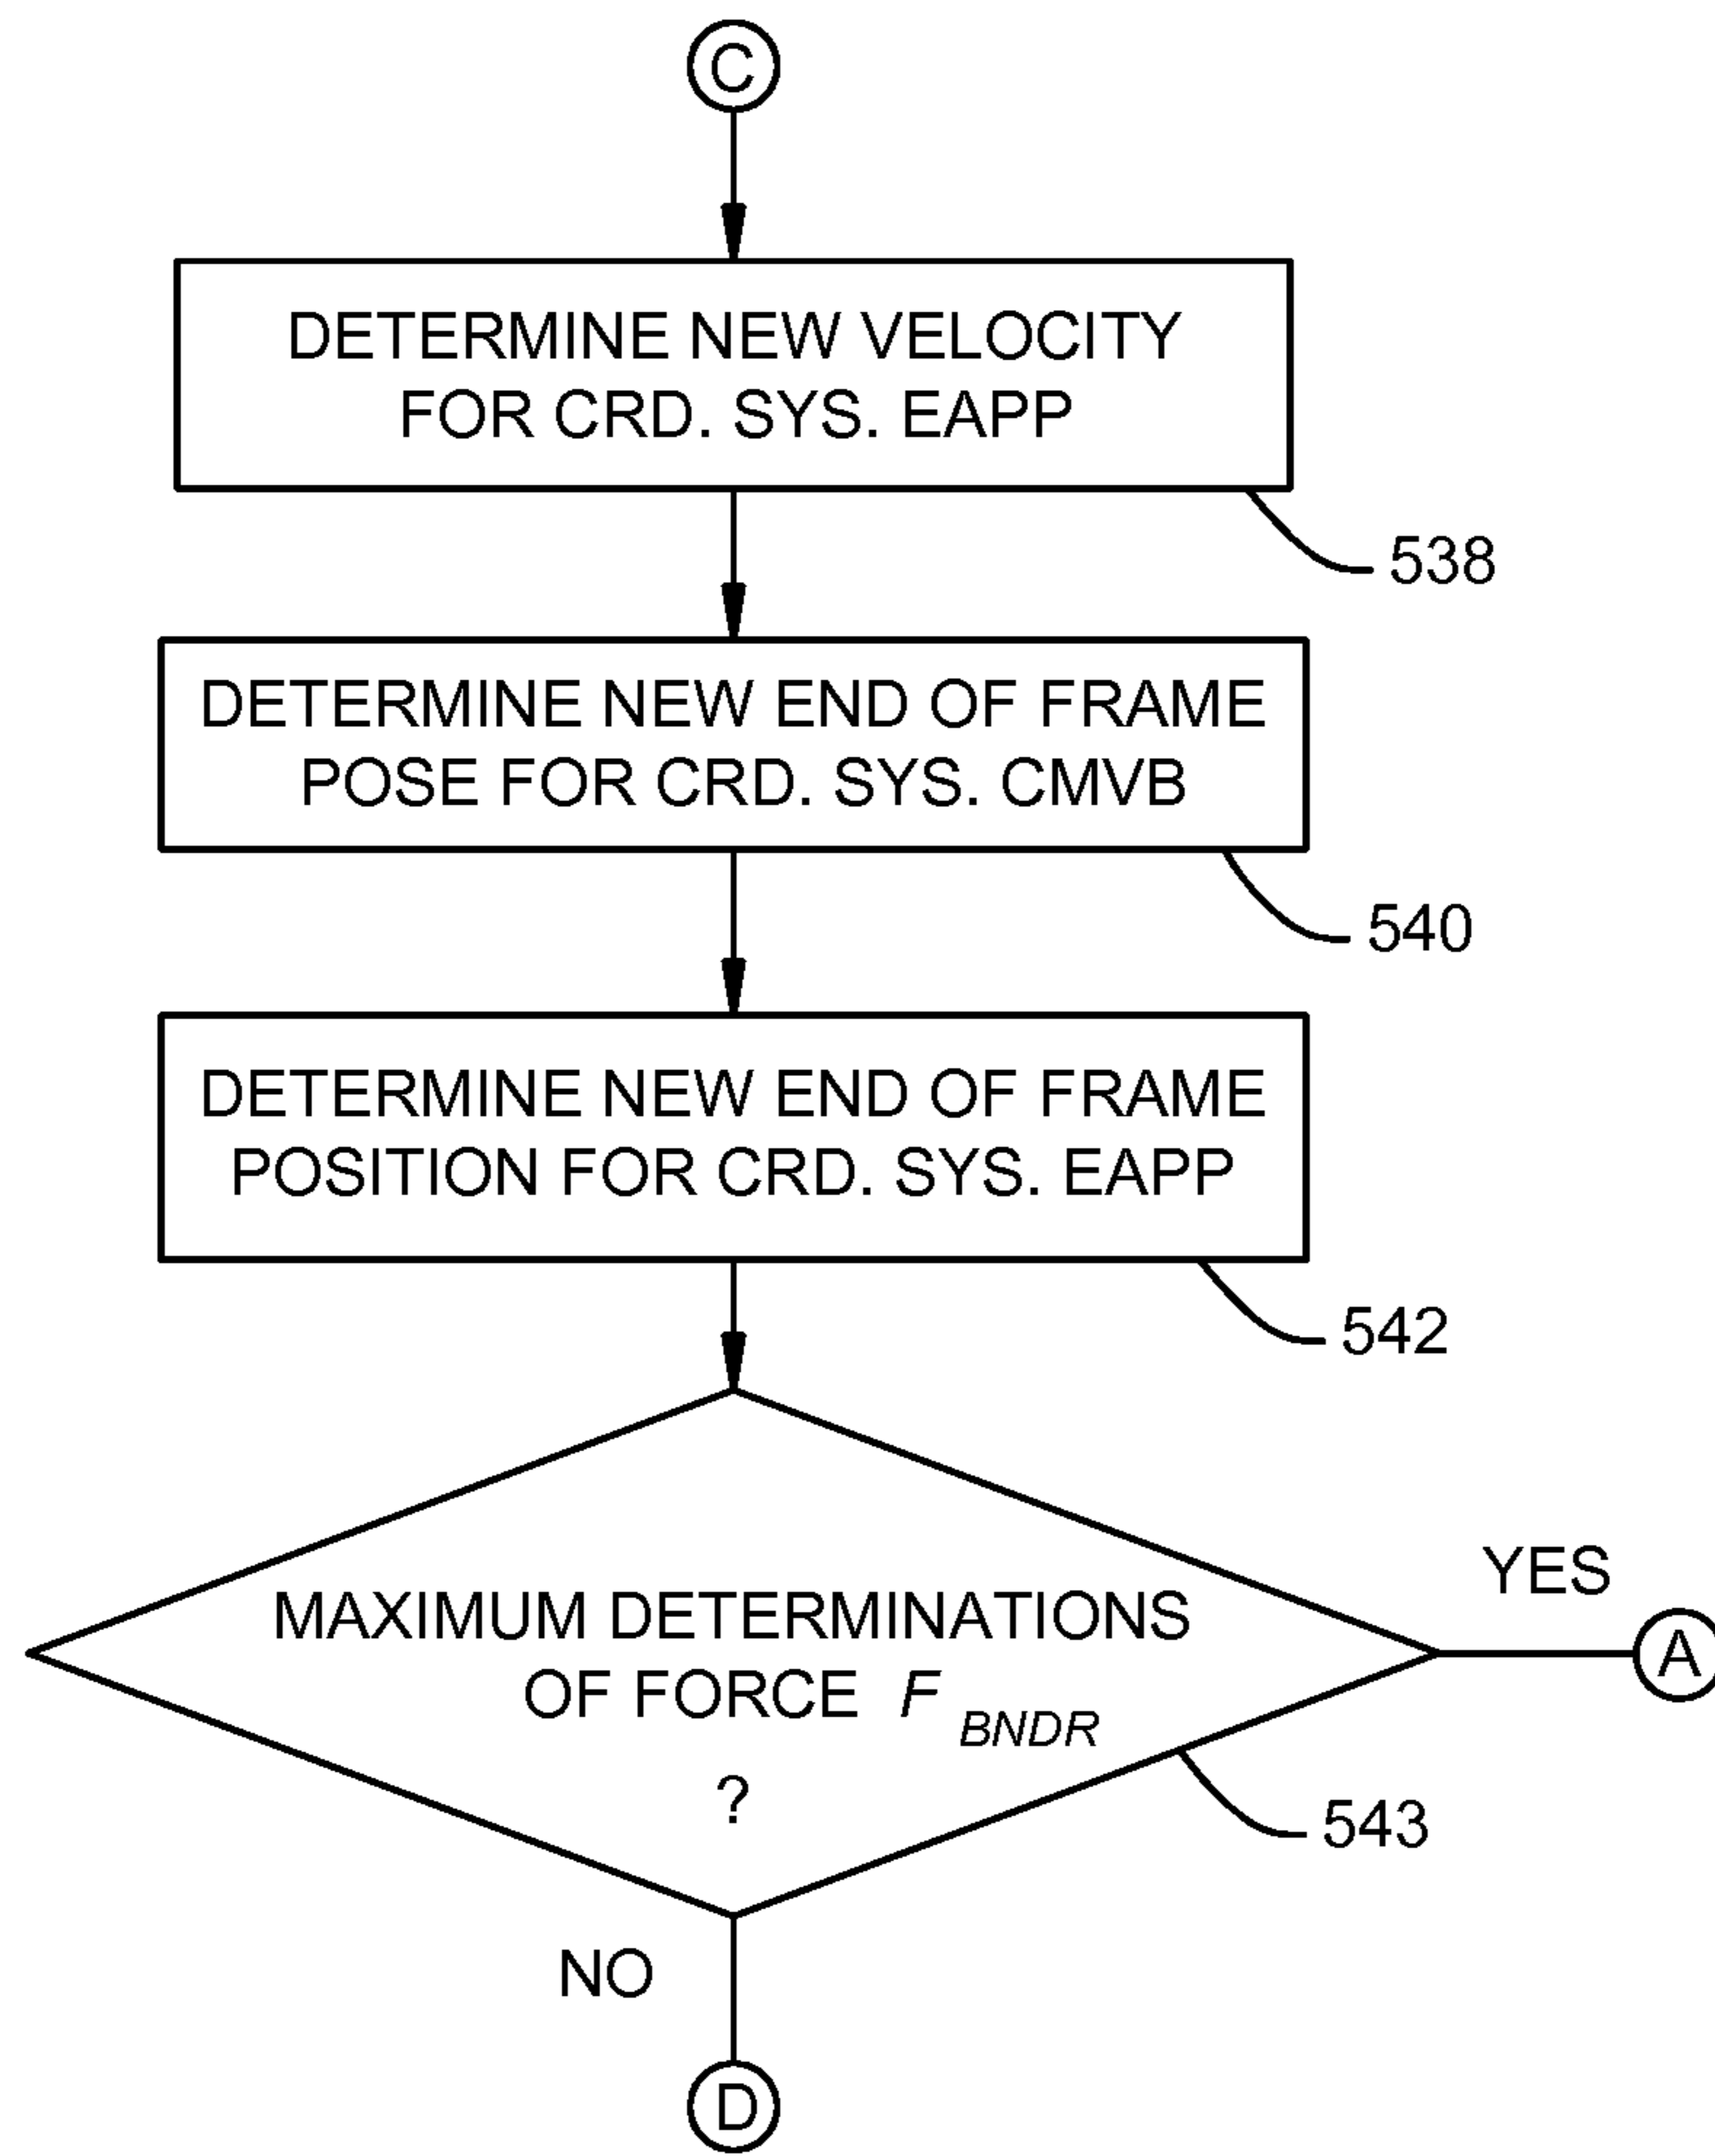 C
DETERMINE NEW VELOCITY
FOR CRD. SYS. EAPP
538
DETERMINE NEW END OF FRAME
POSE FOR CRD. SYS. CMVB
540
DETERMINE NEW END OF FRAME
POSITION FOR CRD. SYS. EAPP
542
MAXIMUM DETERMINATIONS
OF FORCE F BNDR
?
YES
A
543
NO
D